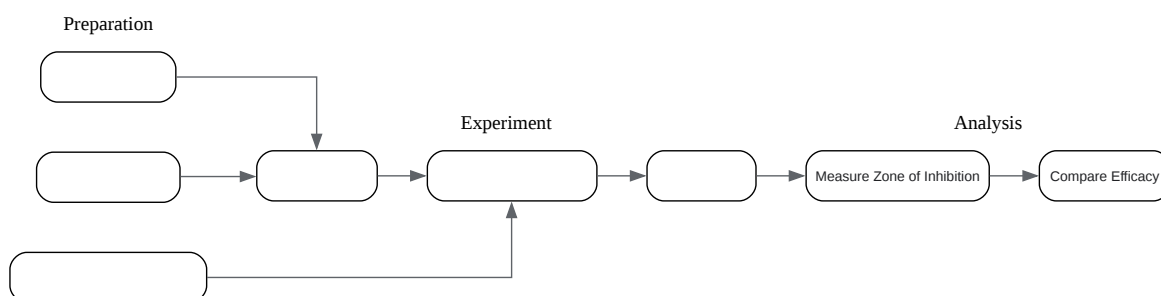 Preparation
Experiment
Analysis
Measure Zone of Inhibition
Compare Efficacy